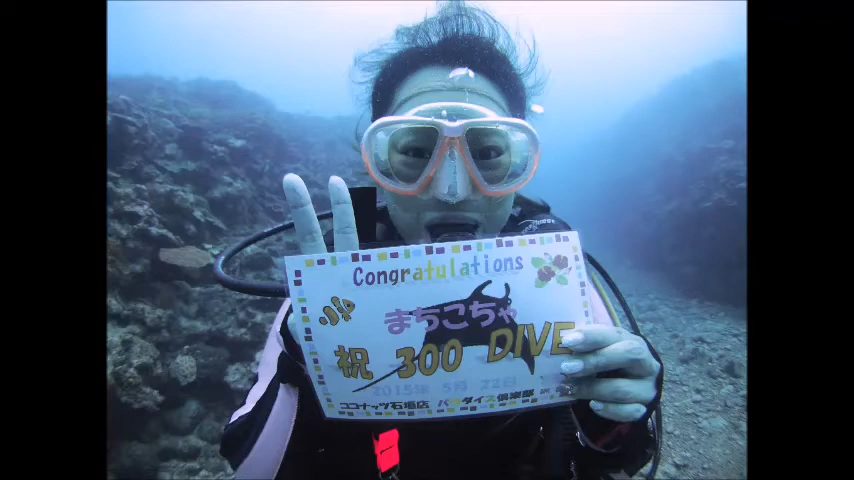 Congratulations
まちこちゃ
祝 300 DIVE
2015年 5月 22日
ココナッツ石垣店 パラダイス倶楽部